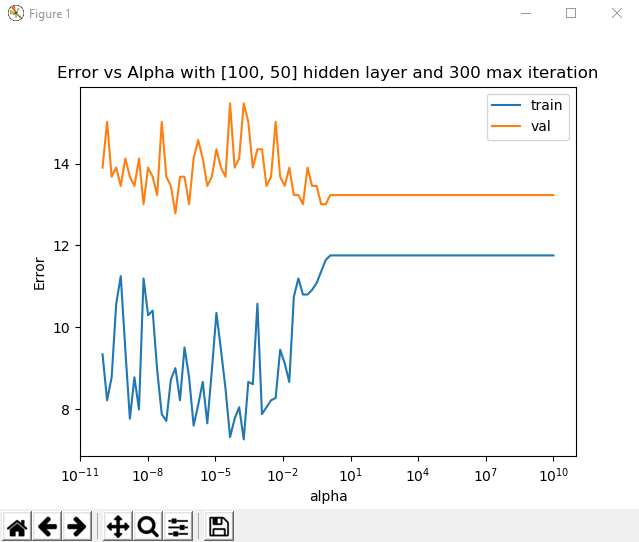 Figure 1
Error vs Alpha with [100, 50] hidden layer and 300 max iteration
train
val
Error
14
12
10
8
10⁻¹¹ 10⁻⁸ 10⁻⁵ 10⁻² 10¹ 10⁴ 10⁷ 10¹⁰
alpha